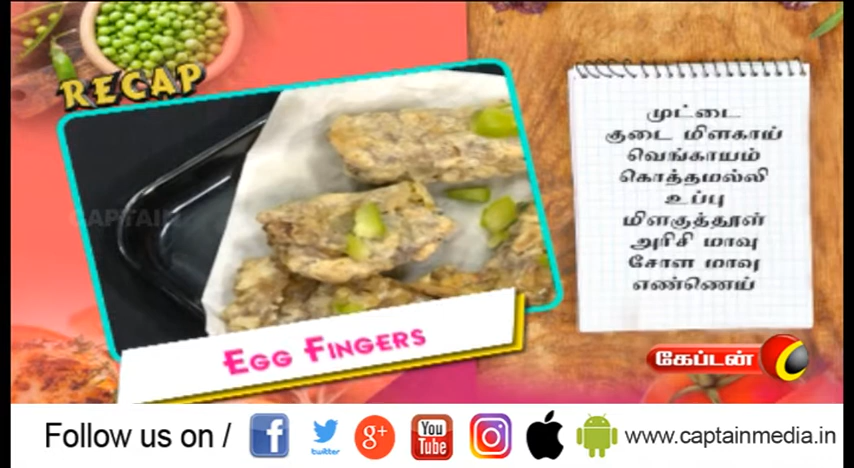 RECAP
முட்டை
குடை மிளகாய்
வெங்காயம்
கொத்தமல்லி
உப்பு
மிளகுத்தூள்
அரிசி மாவு
சோள மாவு
எண்ணெய்
CAPTAIN
EGG FINGERS
கேப்டன்
Follow us on / f twitter g+ You Tube www.captainmedia.in